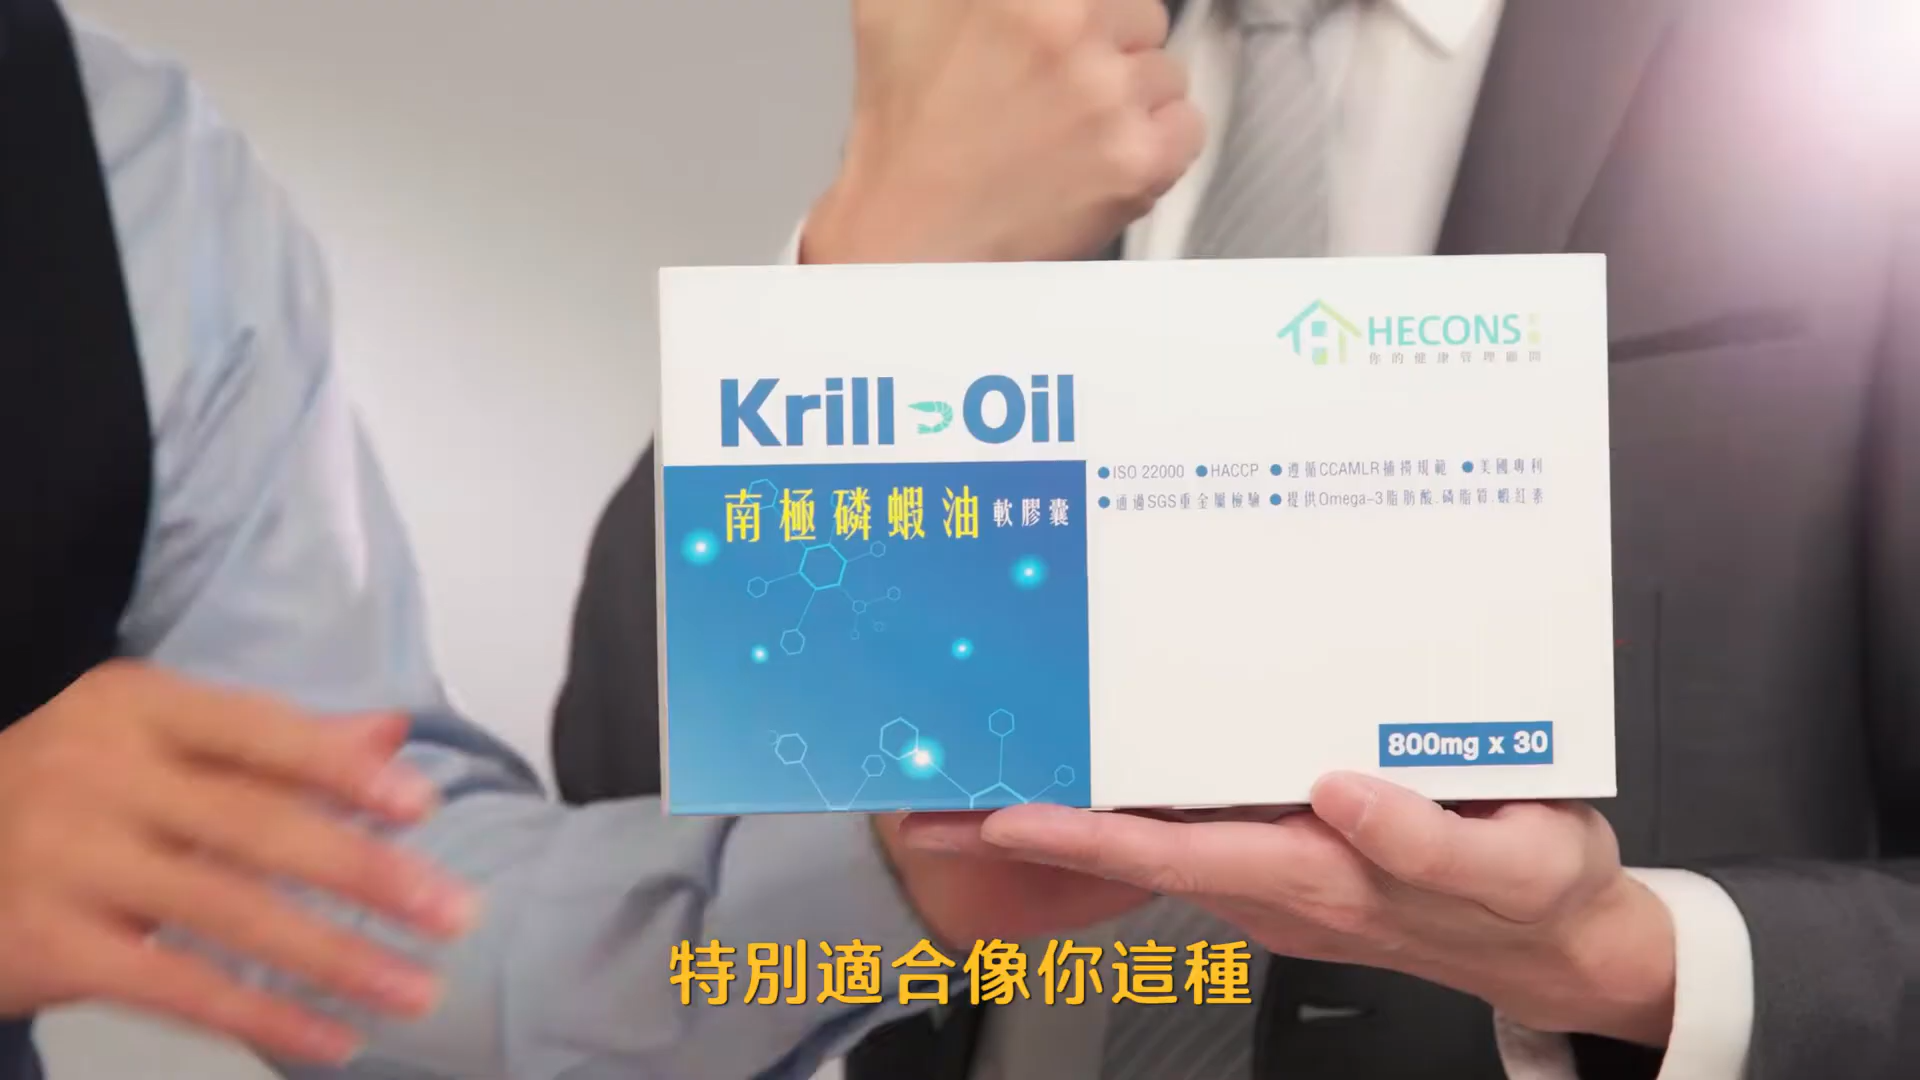 HECONS
你的健康管理顧問
Krill Oil
南極磷蝦油 軟膠囊
●ISO 22000 ●HACCP ●遵循CCAMLR捕撈規範 ●美國專利
●通過SGS重金屬檢驗 ●提供Omega-3脂肪酸.磷脂質.蝦紅素
800mg x 30
特別適合像你這種